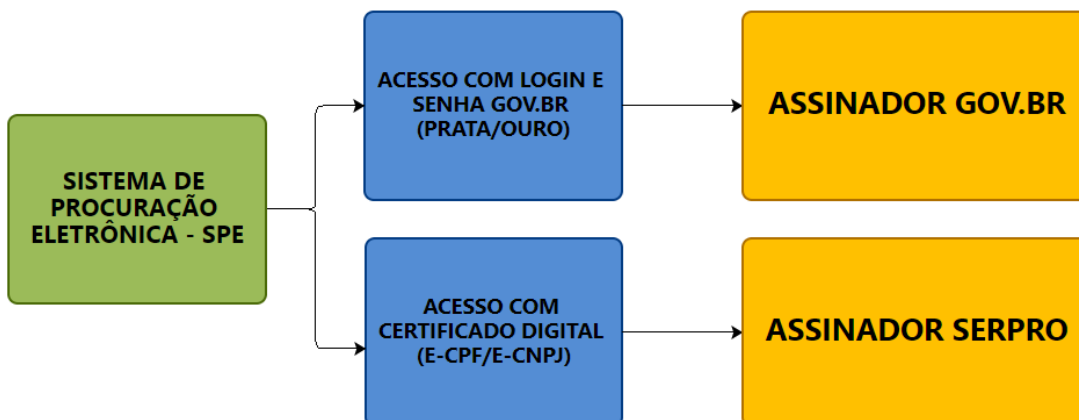 SISTEMA DE
PROCURAÇÃO
ELETRÔNICA - SPE
ACESSO COM LOGIN E
SENHA GOV.BR
(PRATA/OURO)
ASSINADOR GOV.BR
ACESSO COM
CERTIFICADO DIGITAL
(E-CPF/E-CNPJ)
ASSINADOR SERPRO